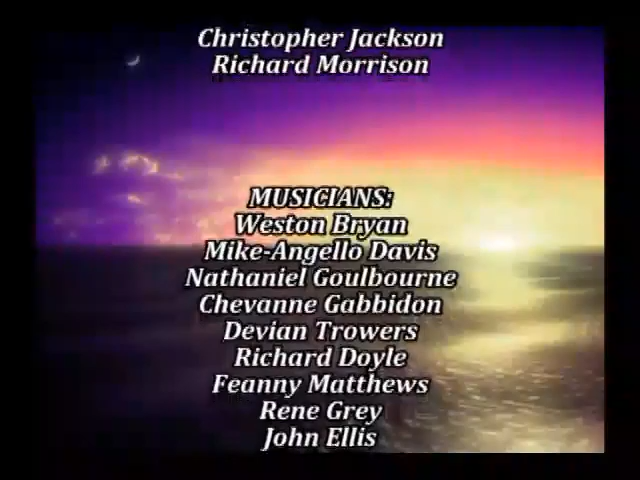 Christopher Jackson
Richard Morrison
MUSICIANS:
Weston Bryan
Mike-Angello Davis
Nathaniel Goulbourne
Chevanne Gabbidon
Devian Trowers
Richard Doyle
Feanny Matthews
Rene Grey
John Ellis